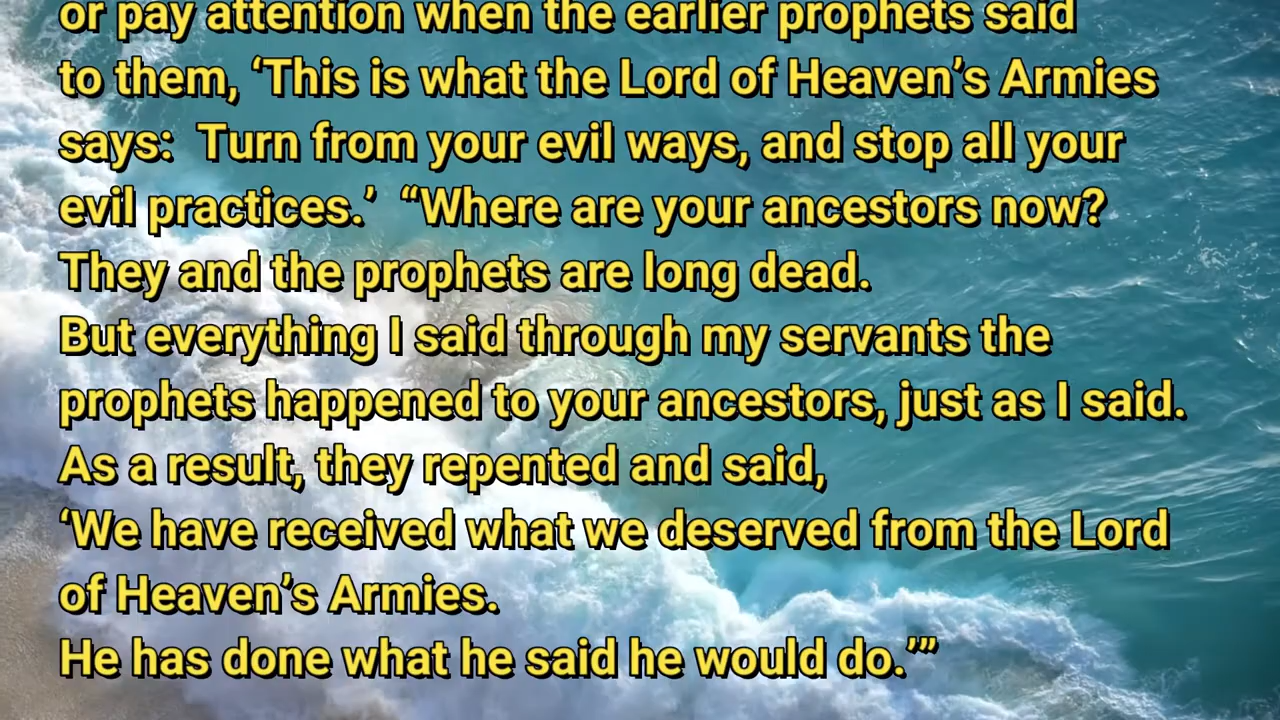 or pay attention when the earlier prophets said
to them, ‘This is what the Lord of Heaven’s Armies
says:  Turn from your evil ways, and stop all your
evil practices.’  “Where are your ancestors now?
They and the prophets are long dead.
But everything I said through my servants the
prophets happened to your ancestors, just as I said.
As a result, they repented and said,
‘We have received what we deserved from the Lord
of Heaven’s Armies.
He has done what he said he would do.’”